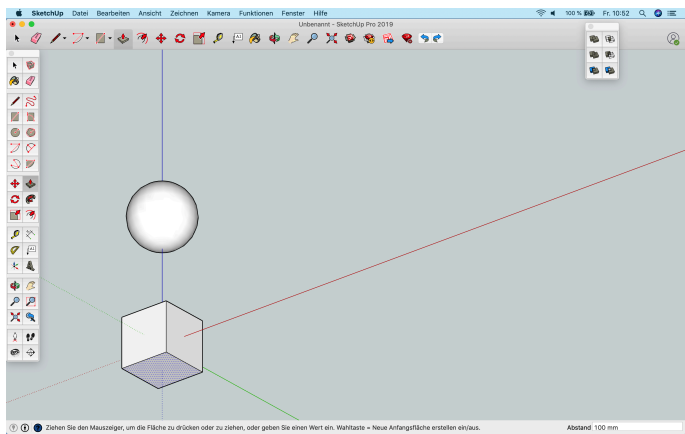 SketchUp Datei Bearbeiten Ansicht Zeichnen Kamera Funktionen Fenster Hilfe 100 % Fr. 10:52
Unbenannt - SketchUp Pro 2019
Ziehen Sie den Mauszeiger, um die Fläche zu drücken oder zu ziehen, oder geben Sie einen Wert ein. Wahltaste = Neue Anfangsfläche erstellen ein/aus. Abstand 100 mm